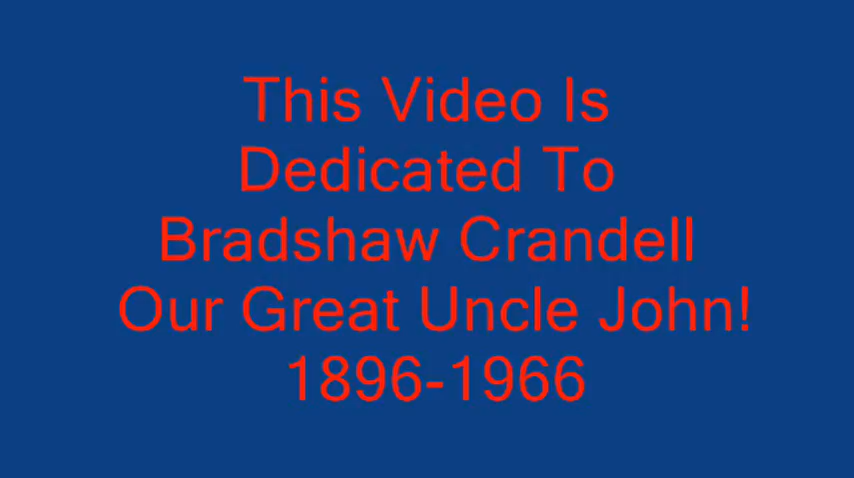 This Video Is
Dedicated To
Bradshaw Crandell
Our Great Uncle John!
1896-1966